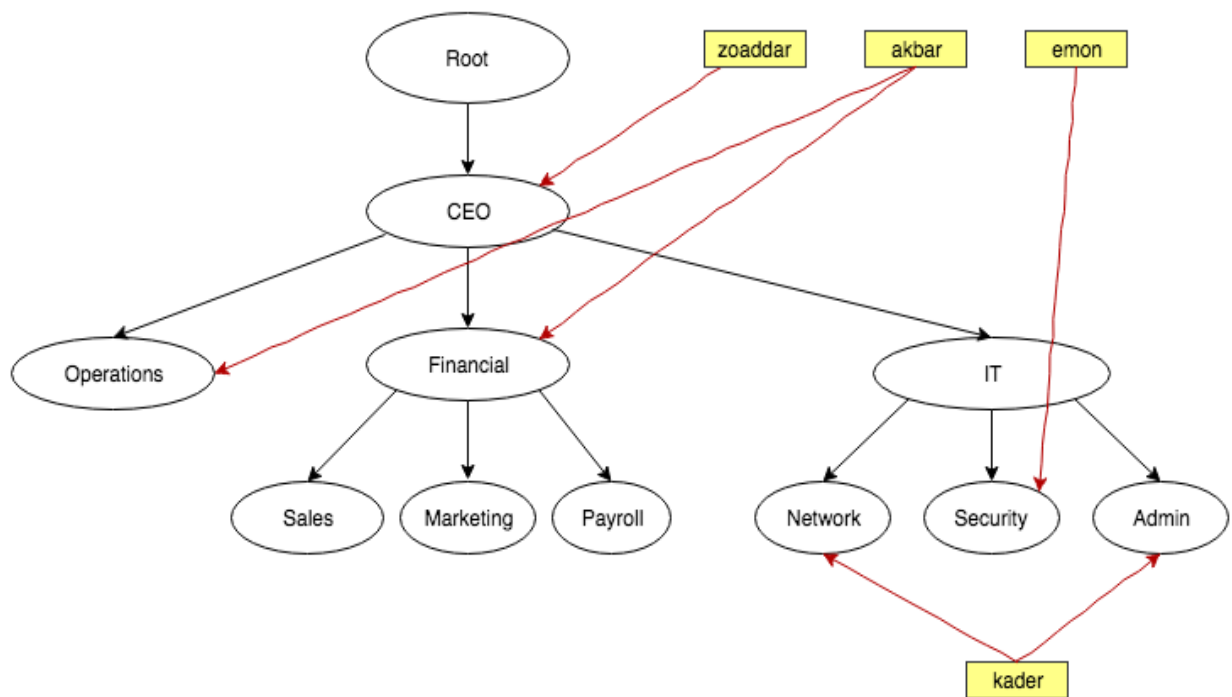 Root
zoaddar
akbar
emon
CEO
Operations
Financial
IT
Sales
Marketing
Payroll
Network
Security
Admin
kader